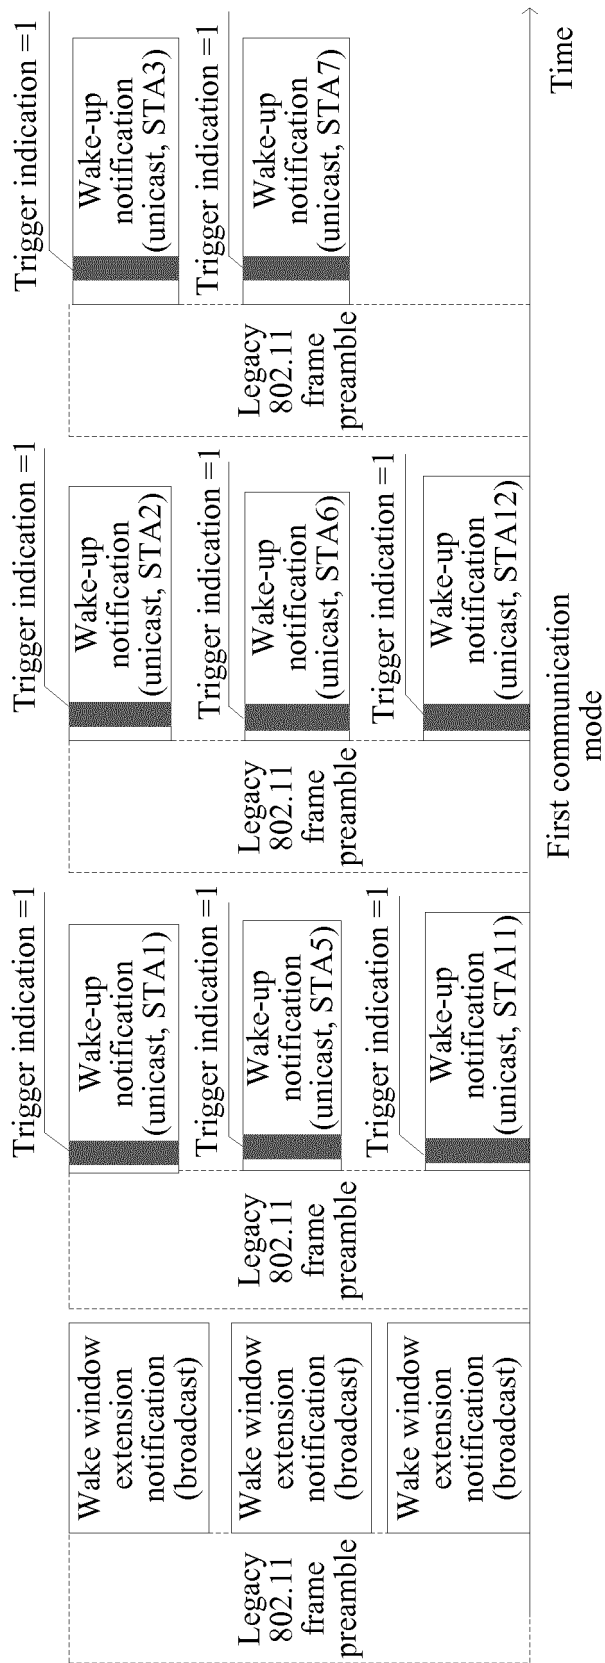 Legacy
802.11
frame
preamble
Wake window
extension
notification
(broadcast)
Wake window
extension
notification
(broadcast)
Wake window
extension
notification
(broadcast)
Legacy
802.11
frame
preamble
Trigger indication =1
Wake-up
notification
(unicast, STA1)
Trigger indication =1
Wake-up
notification
(unicast, STA5)
Trigger indication =1
Wake-up
notification
(unicast, STA11)
Legacy
802.11
frame
preamble
Trigger indication =1
Wake-up
notification
(unicast, STA2)
Trigger indication =1
Wake-up
notification
(unicast, STA6)
Trigger indication =1
Wake-up
notification
(unicast, STA12)
Legacy
802.11
frame
preamble
Trigger indication =1
Wake-up
notification
(unicast, STA3)
Trigger indication =1
Wake-up
notification
(unicast, STA7)
First communication
mode
Time